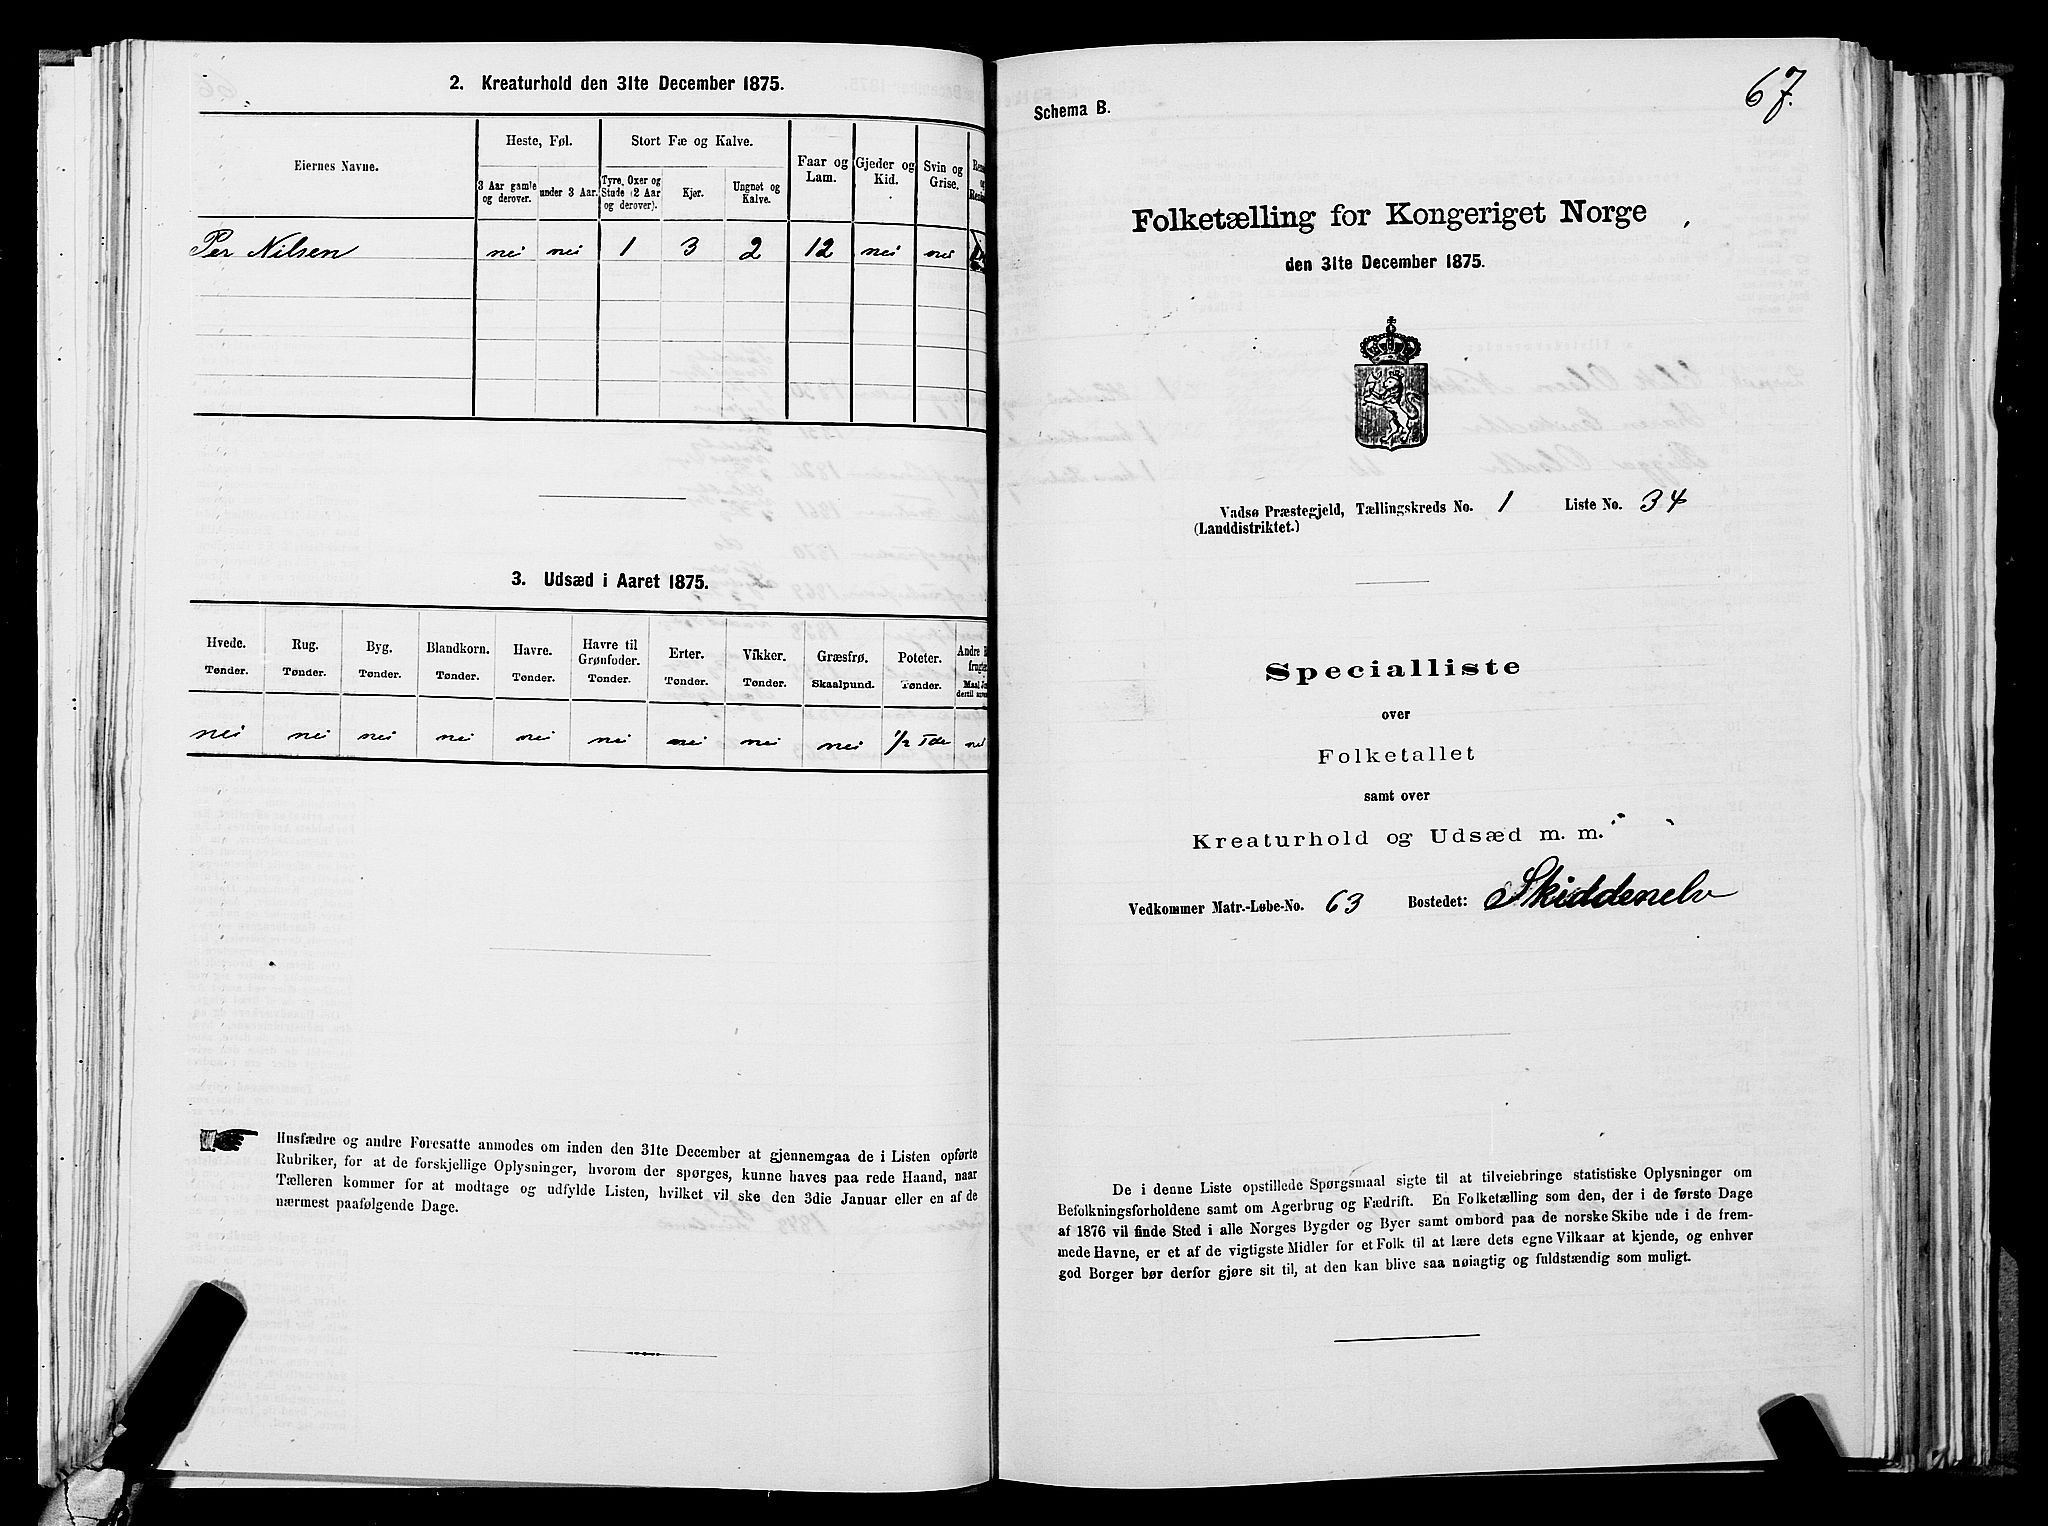 2. Kreaturhold den 31te December 1875.
Eiernes Navne.
Heste, Føl.
Stort Fæ og Kalve.
Faar og Lam.
Gjeder og Kid.
Svin og Grise.
3 Aar gamle og derover.
under 3 Aar.
Tyre, Oxer og Stude (2 Aar og derover).
Kjør.
Ungnøt og Kalve.
Per Nilsen nei nei 1 3 2 12 nei nei
3. Udsæd i Aaret 1875.
Hvede. Rug. Byg. Blandkorn. Havre. Havre til Grønfoder. Erter. Vikker. Græsfrø. Poteter. Andre
Tønder. Tønder. Tønder. Tønder. Tønder. Tønder. Tønder. Tønder. Skaalpund. Tønder.
nei nei nei nei nei nei nei nei nei 1/2 Tde nei
Husfædre og andre Foresatte anmodes om inden den 31te December at gjennemgaa de i Listen opførte
Rubriker, for at de forskjellige Oplysninger, hvorom der spørges, kunne haves paa rede Haand, naar
Tælleren kommer for at modtage og udfylde Listen, hvilket vil ske den 3die Januar eller en af de
nærmest paafølgende Dage.
67.
Schema B.
Folketælling for Kongeriget Norge
den 31te December 1875.
Vadsø Præstegjeld, Tællingskreds No. 1 Liste No. 34
(Landdistriktet.)
Specialliste
over
Folketallet
samt over
Kreaturhold og Udsæd m. m.
Vedkommer Matr.-Løbe-No. 63 Bostedet: Skiddenelv
De i denne Liste opstillede Spørgsmaal sigte til at tilveiebringe statistiske Oplysninger om
Befolkningsforholdene samt om Agerbrug og Fædrift. En Folketælling som den, der i de første Dage
af 1876 vil finde Sted i alle Norges Bygder og Byer samt ombord paa de norske Skibe ude i de frem-
mede Havne, er et af de vigtigste Midler for et Folk til at lære dets egne Vilkaar at kjende, og enhver
god Borger bør derfor gjøre sit til, at den kan blive saa nøiagtig og fuldstændig som muligt.